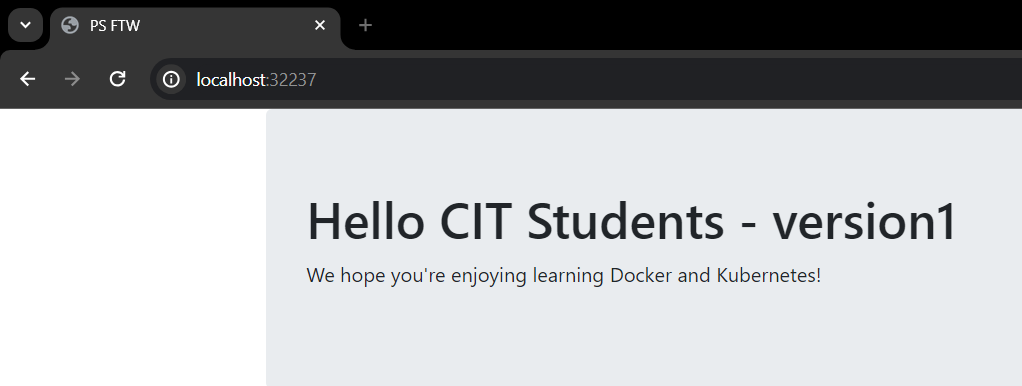 PS FTW
localhost:32237
Hello CIT Students - version1
We hope you're enjoying learning Docker and Kubernetes!